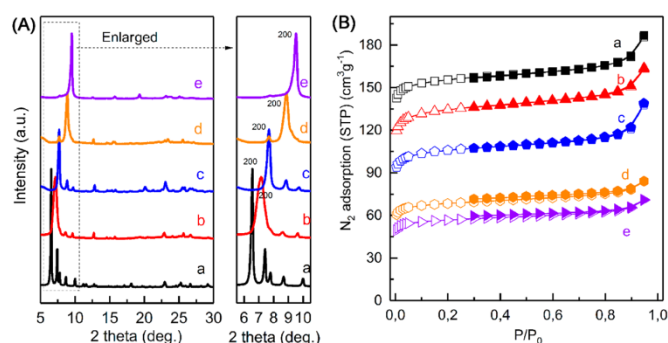 (A)
Enlarged
200
e
200
d
200
c
200
200
b
a
e
d
c
b
a
Intensity (a.u.)
5 10 15 20 25 30
2 theta (deg.)
6 7 8 9 10
2 theta (deg.)
(B)
180
150
120
90
60
30
0
a
b
c
d
e
N2 adsorption (STP) (cm3g-1)
0,0 0,2 0,4 0,6 0,8 1,0
P/P0